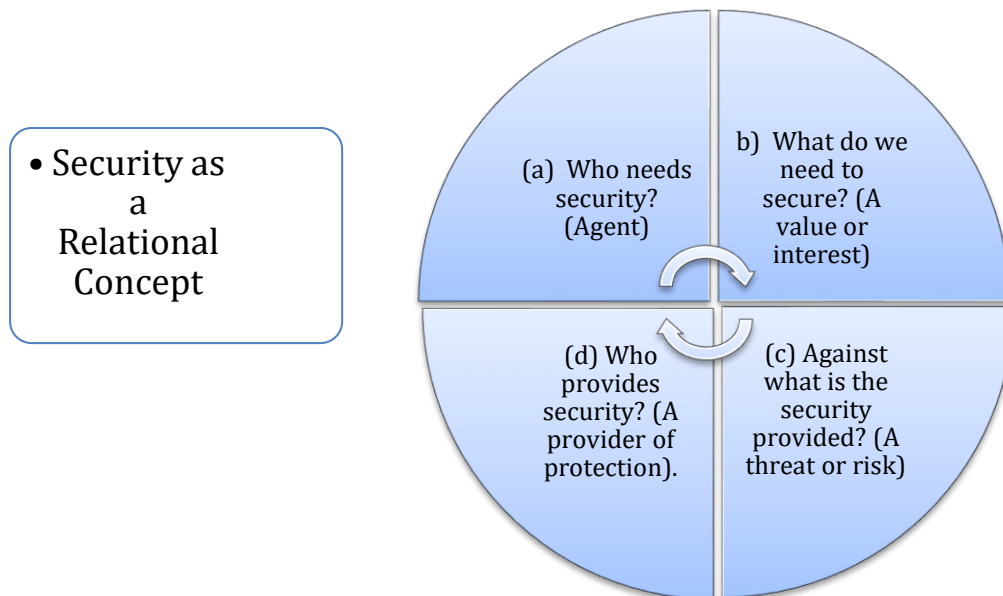 • Security as
a
Relational
Concept
(a) Who needs
security?
(Agent)
b) What do we
need to
secure? (A
value or
interest)
(c) Against
what is the
security
provided? (A
threat or risk)
(d) Who
provides
security? (A
provider of
protection).